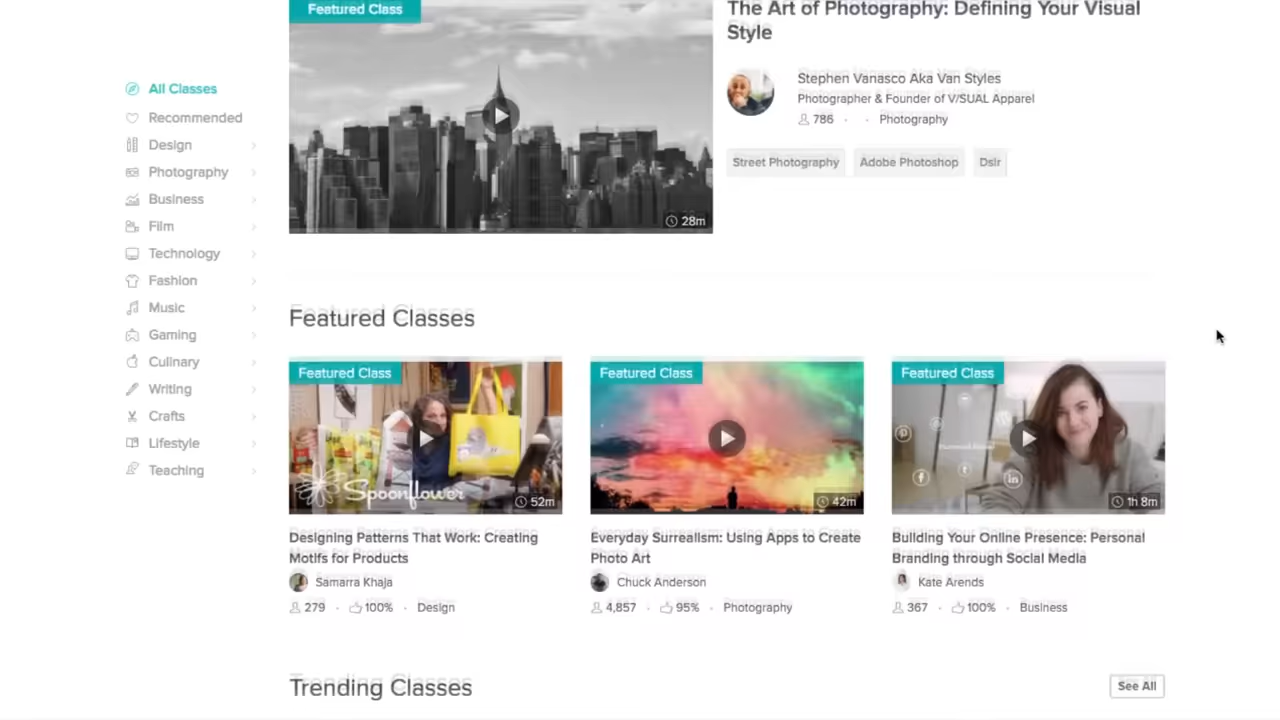 Featured Class
The Art of Photography: Defining Your Visual
Style
Stephen Vanasco Aka Van Styles
Photographer & Founder of V/SUAL Apparel
786 · · Photography
Street Photography
Adobe Photoshop
Dslr
28m
All Classes
Recommended
Design
Photography
Business
Film
Technology
Fashion
Music
Gaming
Culinary
Writing
Crafts
Lifestyle
Teaching
Featured Classes
Featured Class
Spoonflower
52m
Designing Patterns That Work: Creating
Motifs for Products
Samarra Khaja
279 · 100% · Design
Featured Class
42m
Everyday Surrealism: Using Apps to Create
Photo Art
Chuck Anderson
4,857 · 95% · Photography
Featured Class
1h 8m
Building Your Online Presence: Personal
Branding through Social Media
Kate Arends
367 · 100% · Business
Trending Classes
See All